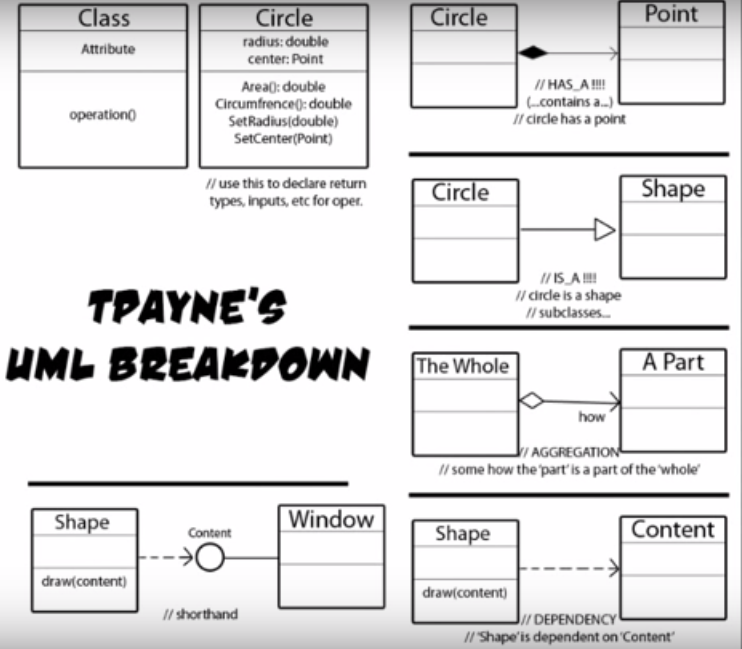 Class
Attribute
operation()
Circle
radius: double
center: Point
Area(): double
Circumfrence(): double
SetRadius(double)
SetCenter(Point)
// use this to declare return
types, inputs, etc for oper.
Circle
Point
// HAS_A !!!!
(...contains a...)
// circle has a point
Circle
Shape
// IS_A !!!!
// circle is a shape
// subclasses...
TPAYNE'S
UML BREAKDOWN
The Whole
A Part
how
// AGGREGATION
// some how the 'part' is a part of the 'whole'
Shape
draw(content)
Content
Window
// shorthand
Shape
draw(content)
Content
// DEPENDENCY
// 'Shape' is dependent on 'Content'